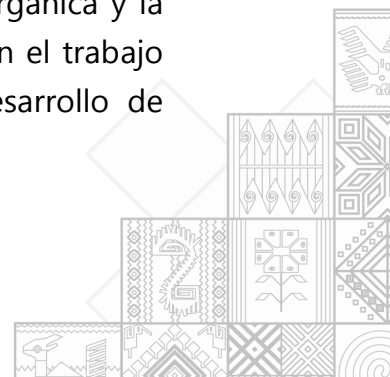 rgánica y la
n el trabajo
esarrollo de